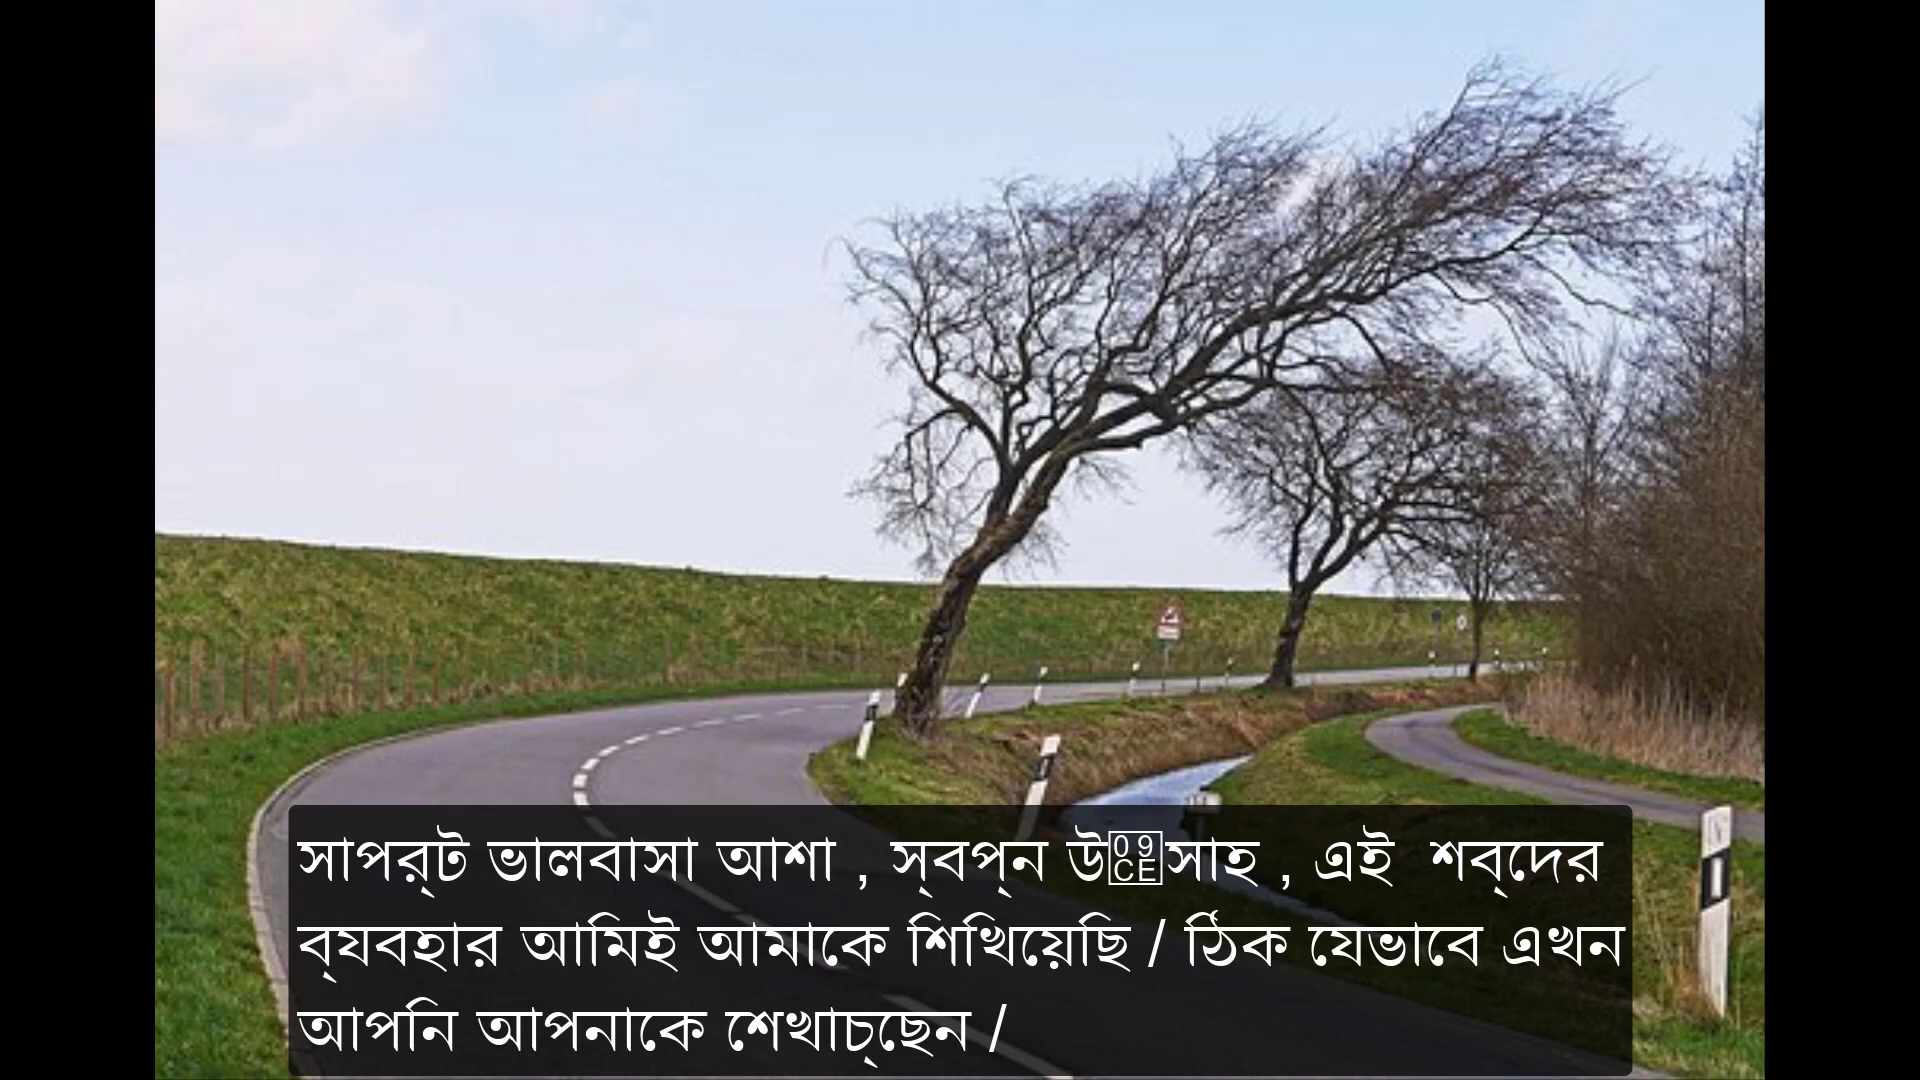 সাপর্ট ভালবাসা আশা , স্বপ্ন উৎসাহ , এই  শব্দের
ব্যবহার আমিই আমাকে শিখিয়েছি / ঠিক যেভাবে এখন
আপনি আপনাকে শেখাচ্ছেন /